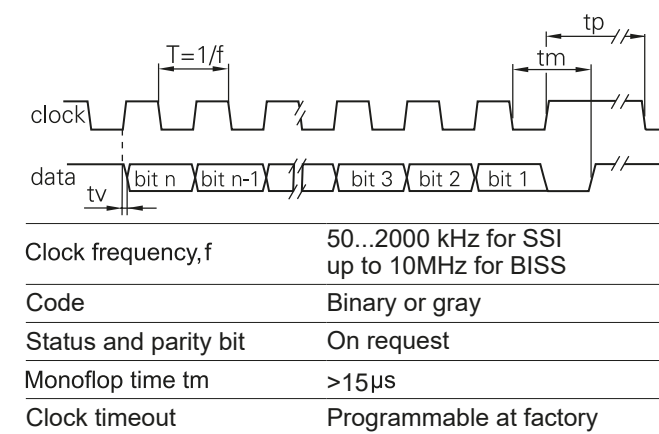 tp
T=1/f
tm
clock
data
bit n
bit n-1
bit 3
bit 2
bit 1
tv
Clock frequency,f
50...2000 kHz for SSI
up to 10MHz for BISS
Code
Binary or gray
Status and parity bit
On request
Monoflop time tm
>15µs
Clock timeout
Programmable at factory